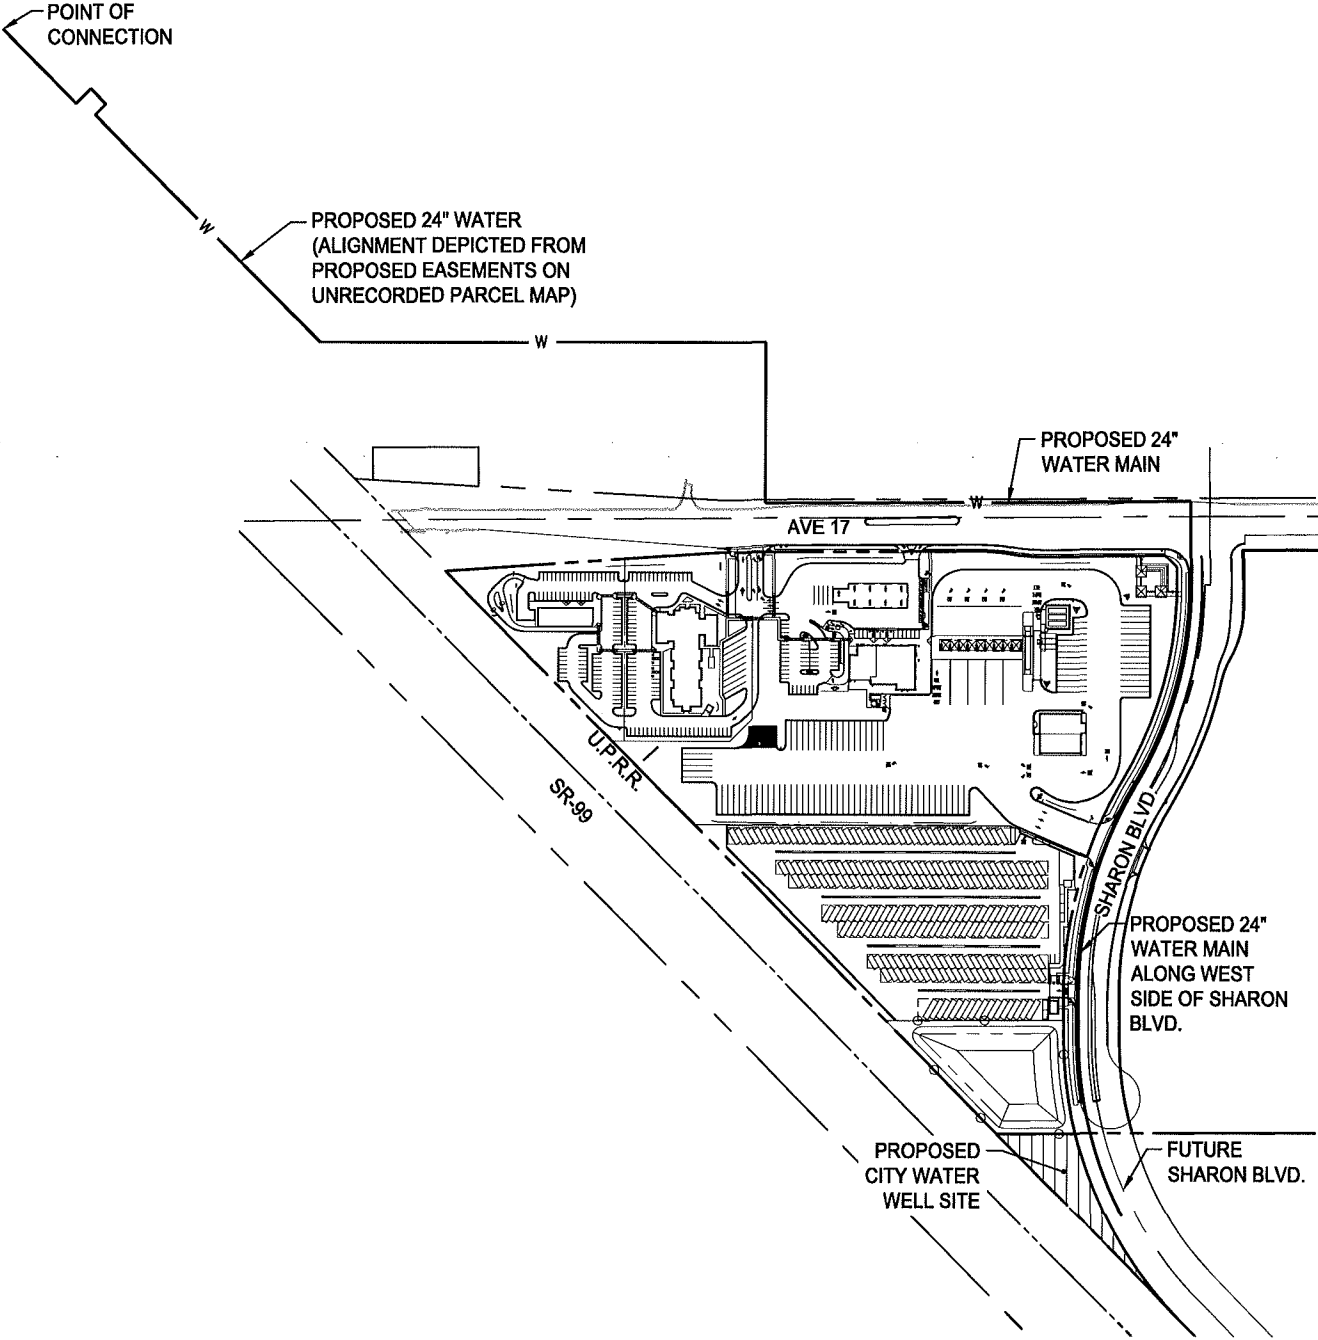 POINT OF
CONNECTION
W
PROPOSED 24" WATER
(ALIGNMENT DEPICTED FROM
PROPOSED EASEMENTS ON
UNRECORDED PARCEL MAP)
W
PROPOSED 24"
WATER MAIN
W
AVE 17
U.P.R.R.
SR-99
SHARON BLVD
PROPOSED 24"
WATER MAIN
ALONG WEST
SIDE OF SHARON
BLVD.
PROPOSED
CITY WATER
WELL SITE
FUTURE
SHARON BLVD.